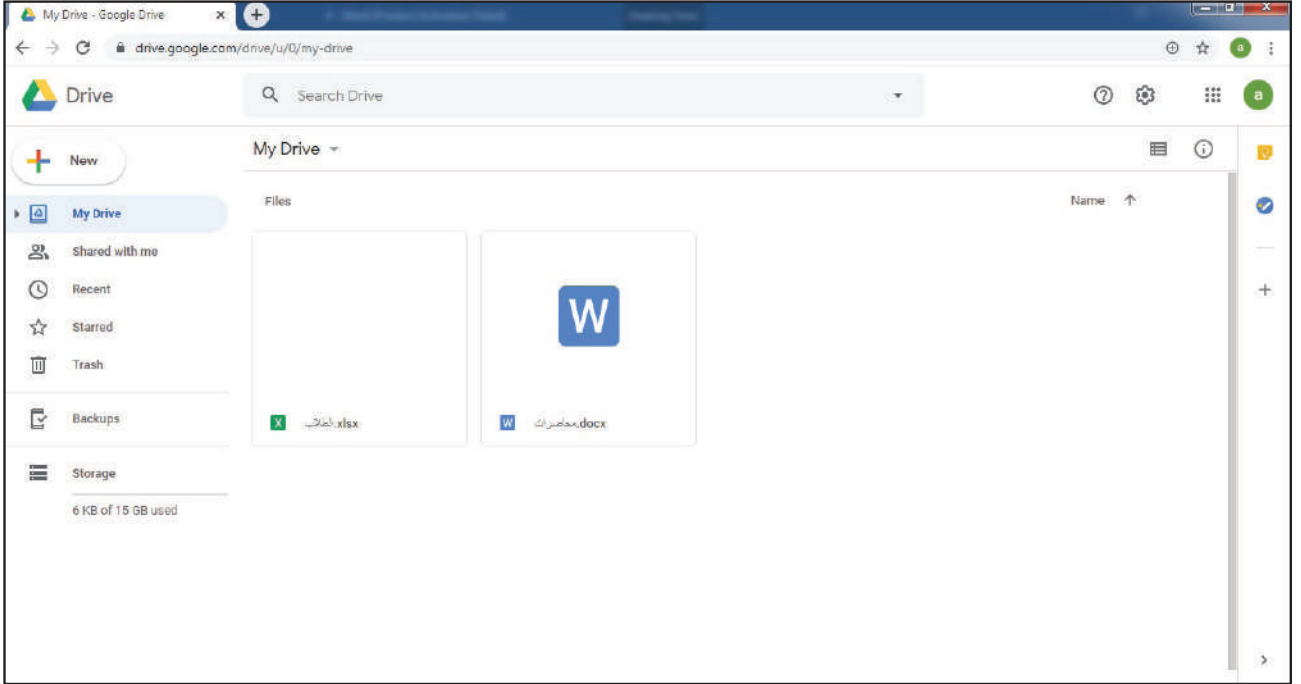 My Drive - Google Drive
drive.google.com/drive/u/0/my-drive
a
Drive
Search Drive
a
New
My Drive
My Drive
Files
Name
Shared with me
Recent
Starred
Trash
W
Backups
X الطلاب.xlsx
W محاضرات.docx
Storage
6 KB of 15 GB used